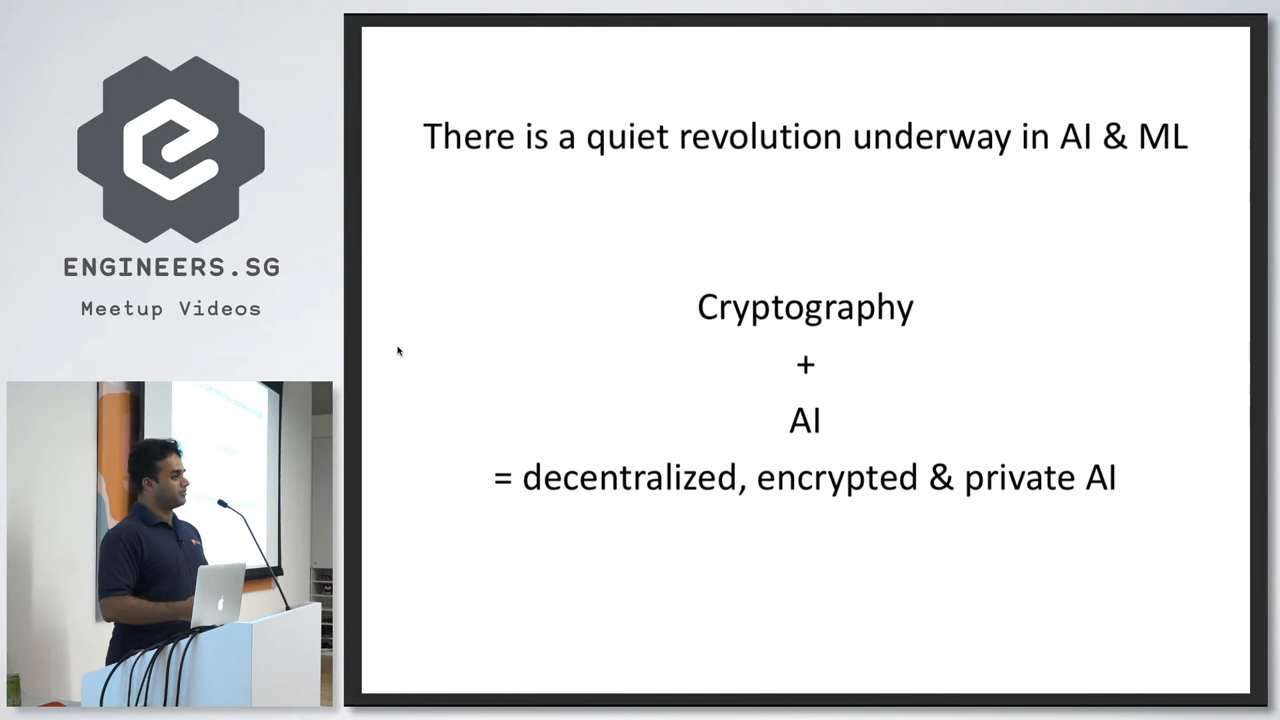 ENGINEERS.SG
Meetup Videos
There is a quiet revolution underway in AI & ML
Cryptography
+
AI
= decentralized, encrypted & private AI